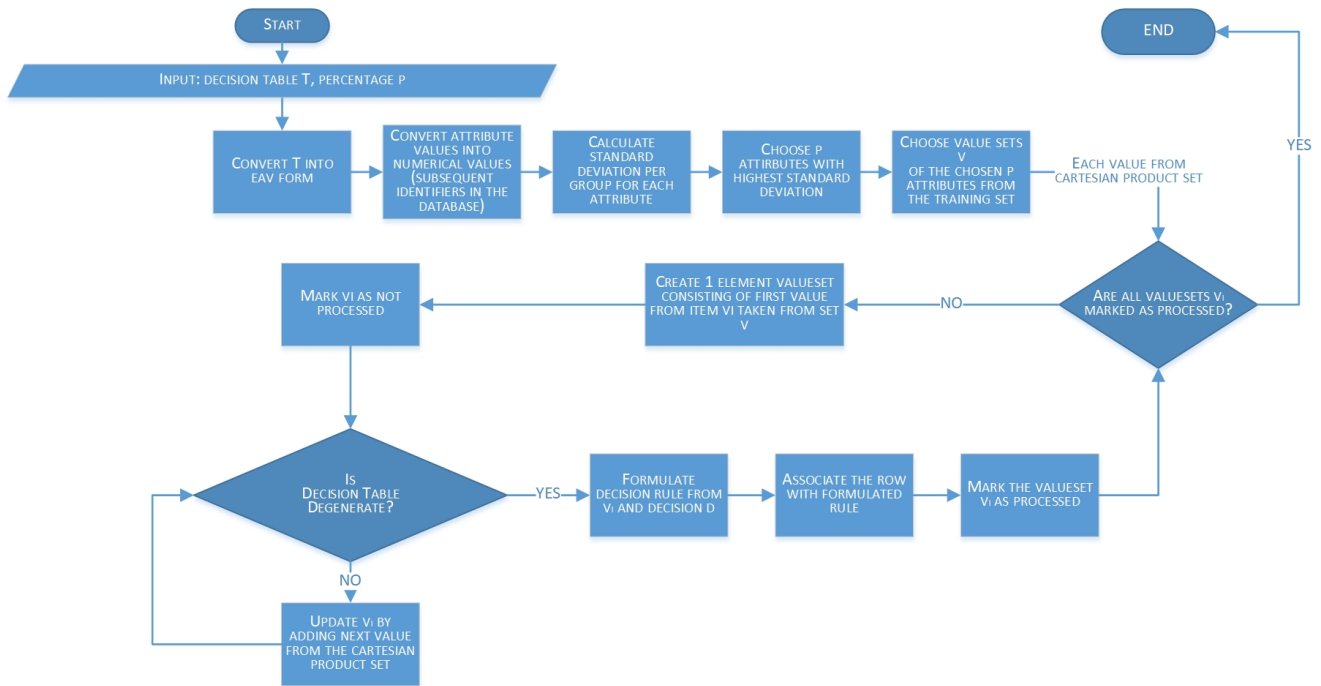 START
END
INPUT: DECISION TABLE T, PERCENTAGE P
CONVERT T INTO
EAV FORM
CONVERT ATTRIBUTE
VALUES INTO
NUMERICAL VALUES
(SUBSEQUENT
IDENTIFIERS IN THE
DATABASE)
CALCULATE
STANDARD
DEVIATION PER
GROUP FOR EACH
ATTRIBUTE
CHOOSE P
ATTIRBUTES WITH
HIGHEST STANDARD
DEVIATION
CHOOSE VALUE SETS
V
OF THE CHOSEN P
ATTRIBUTES FROM
THE TRAINING SET
EACH VALUE FROM
CARTESIAN PRODUCT SET
YES
ARE ALL VALUESETS VI
MARKED AS PROCESSED?
NO
CREATE 1 ELEMENT VALUESET
CONSISTING OF FIRST VALUE
FROM ITEM VI TAKEN FROM SET
V
MARK VI AS NOT
PROCESSED
IS
DECISION TABLE
DEGENERATE?
YES
FORMULATE
DECISION RULE FROM
VI AND DECISION D
ASSOCIATE THE ROW
WITH FORMULATED
RULE
MARK THE VALUESET
VI AS PROCESSED
NO
UPDATE VI BY
ADDING NEXT VALUE
FROM THE CARTESIAN
PRODUCT SET